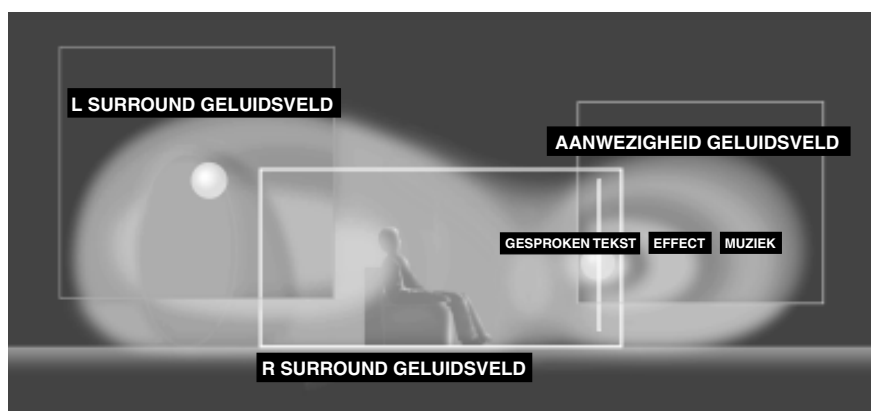 L SURROUND GELUIDSVELD
AANWEZIGHEID GELUIDSVELD
GESPROKEN TEKST EFFECT MUZIEK
R SURROUND GELUIDSVELD